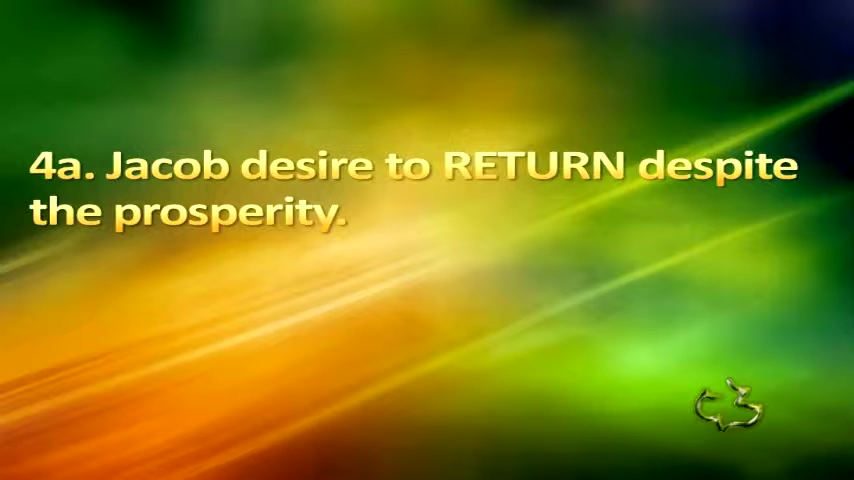 4a. Jacob desire to RETURN despite
the prosperity.